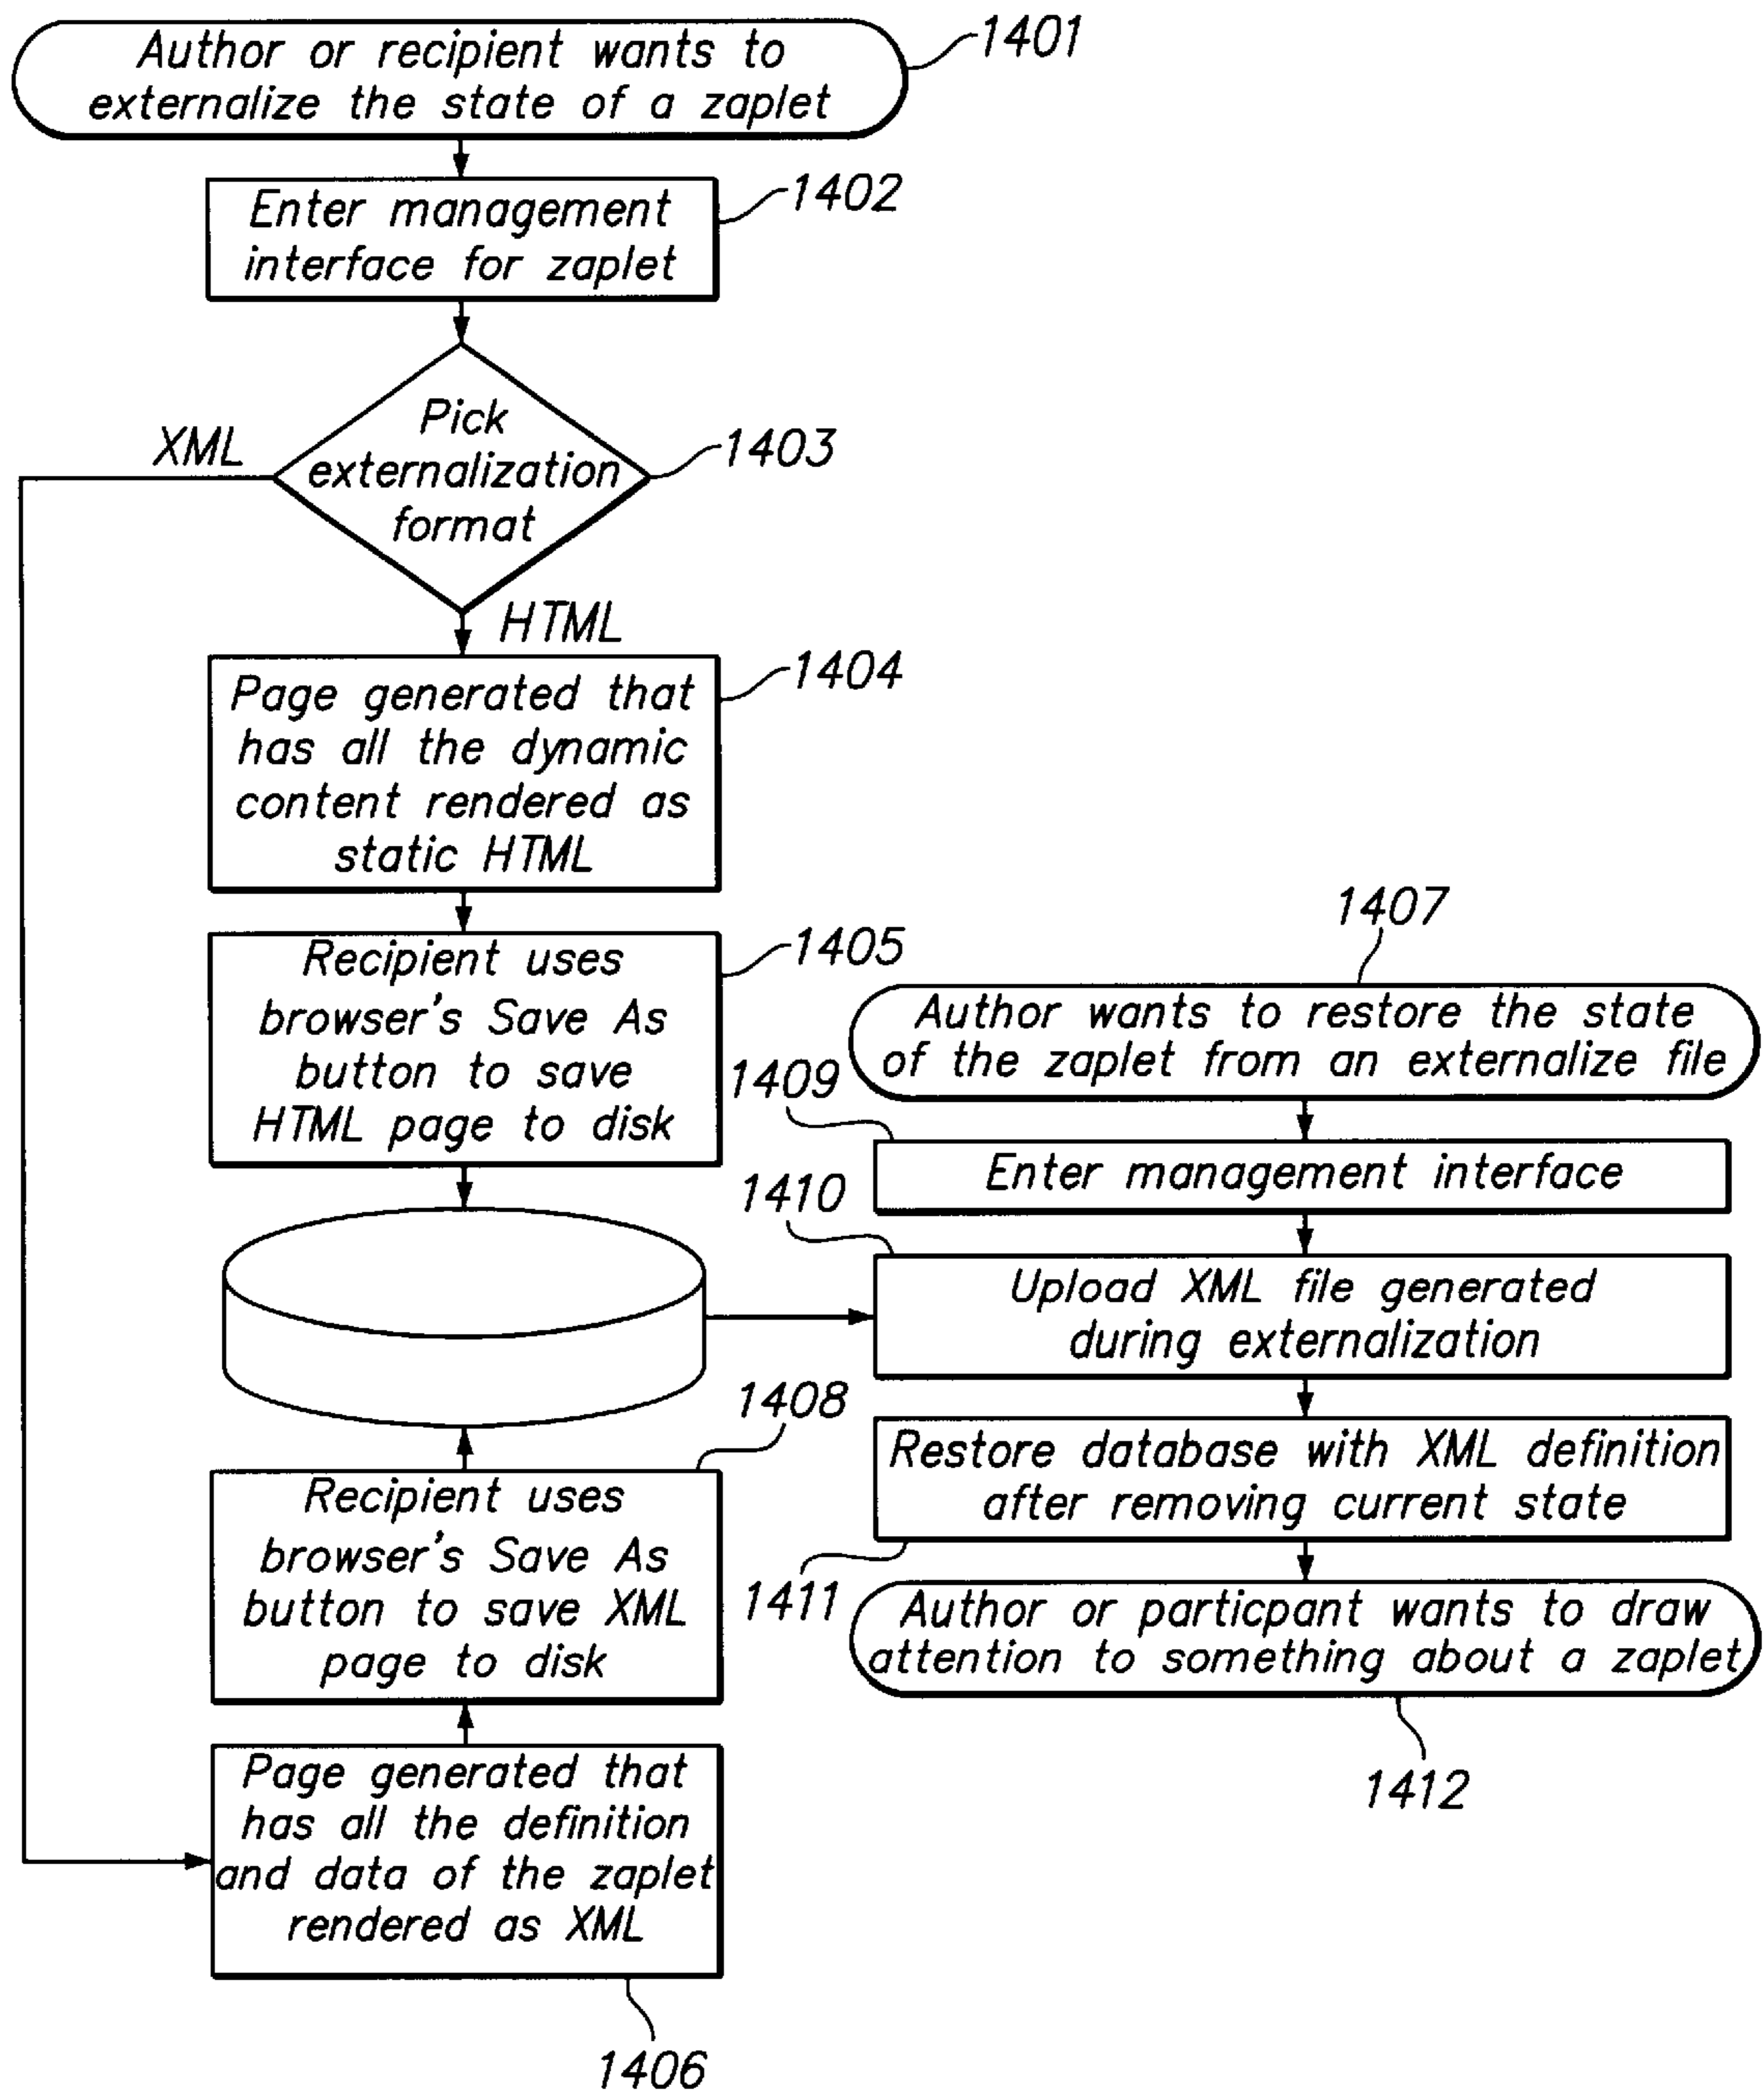 Author or recipient wants to
externalize the state of a zaplet
1401
Enter management
interface for zaplet
1402
Pick
externalization
format
1403
XML
HTML
Page generated that
has all the dynamic
content rendered as
static HTML
1404
Recipient uses
browser's Save As
button to save
HTML page to disk
1405
1408
Recipient uses
browser's Save As
button to save XML
page to disk
Page generated that
has all the definition
and data of the zaplet
rendered as XML
1406
1407
Author wants to restore the state
of the zaplet from an externalize file
1409
Enter management interface
1410
Upload XML file generated
during externalization
Restore database with XML definition
after removing current state
1411
Author or particpant wants to draw
attention to something about a zaplet
1412